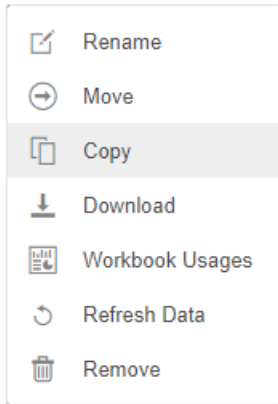 Rename
Move
Copy
Download
Workbook Usages
Refresh Data
Remove